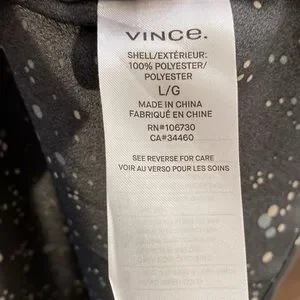 VINCE.
SHELL/EXTÉRIEUR:
100% POLYESTER/
POLYESTER
L/G
MADE IN CHINA
FABRIQUÉ EN CHINE
RN#106730
CA#34460
SEE REVERSE FOR CARE
VOIR AU VERSO POUR LES SOINS